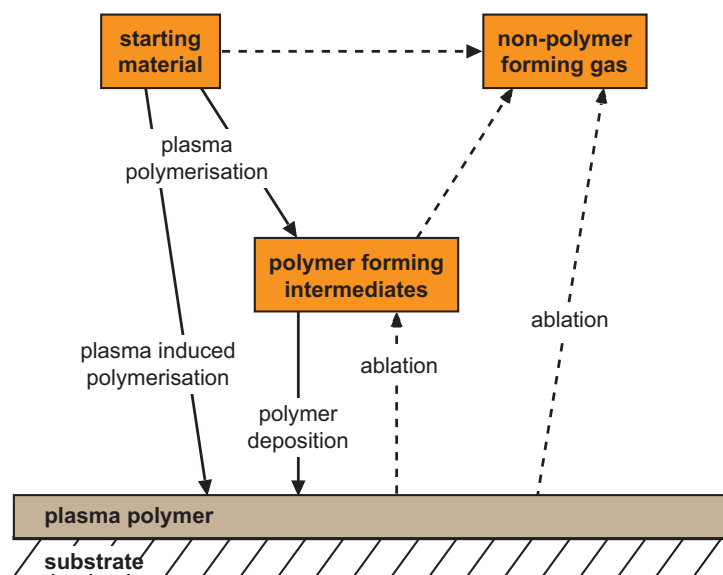 starting
material
non-polymer
forming gas
plasma
polymerisation
polymer forming
intermediates
plasma induced
polymerisation
ablation
ablation
polymer
deposition
plasma polymer
substrate